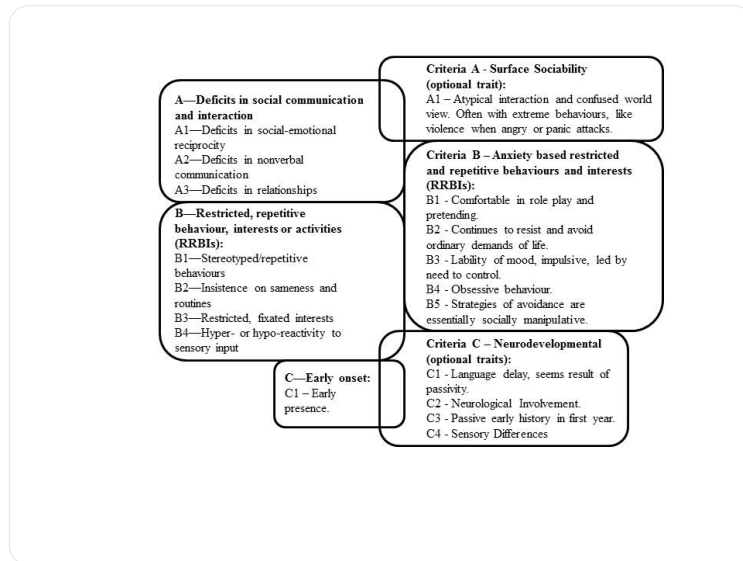 A—Deficits in social communication
and interaction
A1—Deficits in social-emotional
reciprocity
A2—Deficits in nonverbal
communication
A3—Deficits in relationships
B—Restricted, repetitive
behaviour, interests or activities
(RRBIs):
B1—Stereotyped/repetitive
behaviours
B2—Insistence on sameness and
routines
B3—Restricted, fixated interests
B4—Hyper- or hypo-reactivity to
sensory input
C—Early onset:
C1 – Early
presence.
Criteria A - Surface Sociability
(optional trait):
A1 – Atypical interaction and confused world
view. Often with extreme behaviours, like
violence when angry or panic attacks.
Criteria B – Anxiety based restricted
and repetitive behaviours and interests
(RRBIs):
B1 - Comfortable in role play and
pretending.
B2 - Continues to resist and avoid
ordinary demands of life.
B3 - Lability of mood, impulsive, led by
need to control.
B4 - Obsessive behaviour.
B5 - Strategies of avoidance are
essentially socially manipulative.
Criteria C – Neurodevelopmental
(optional traits):
C1 - Language delay, seems result of
passivity.
C2 - Neurological Involvement.
C3 - Passive early history in first year.
C4 - Sensory Differences